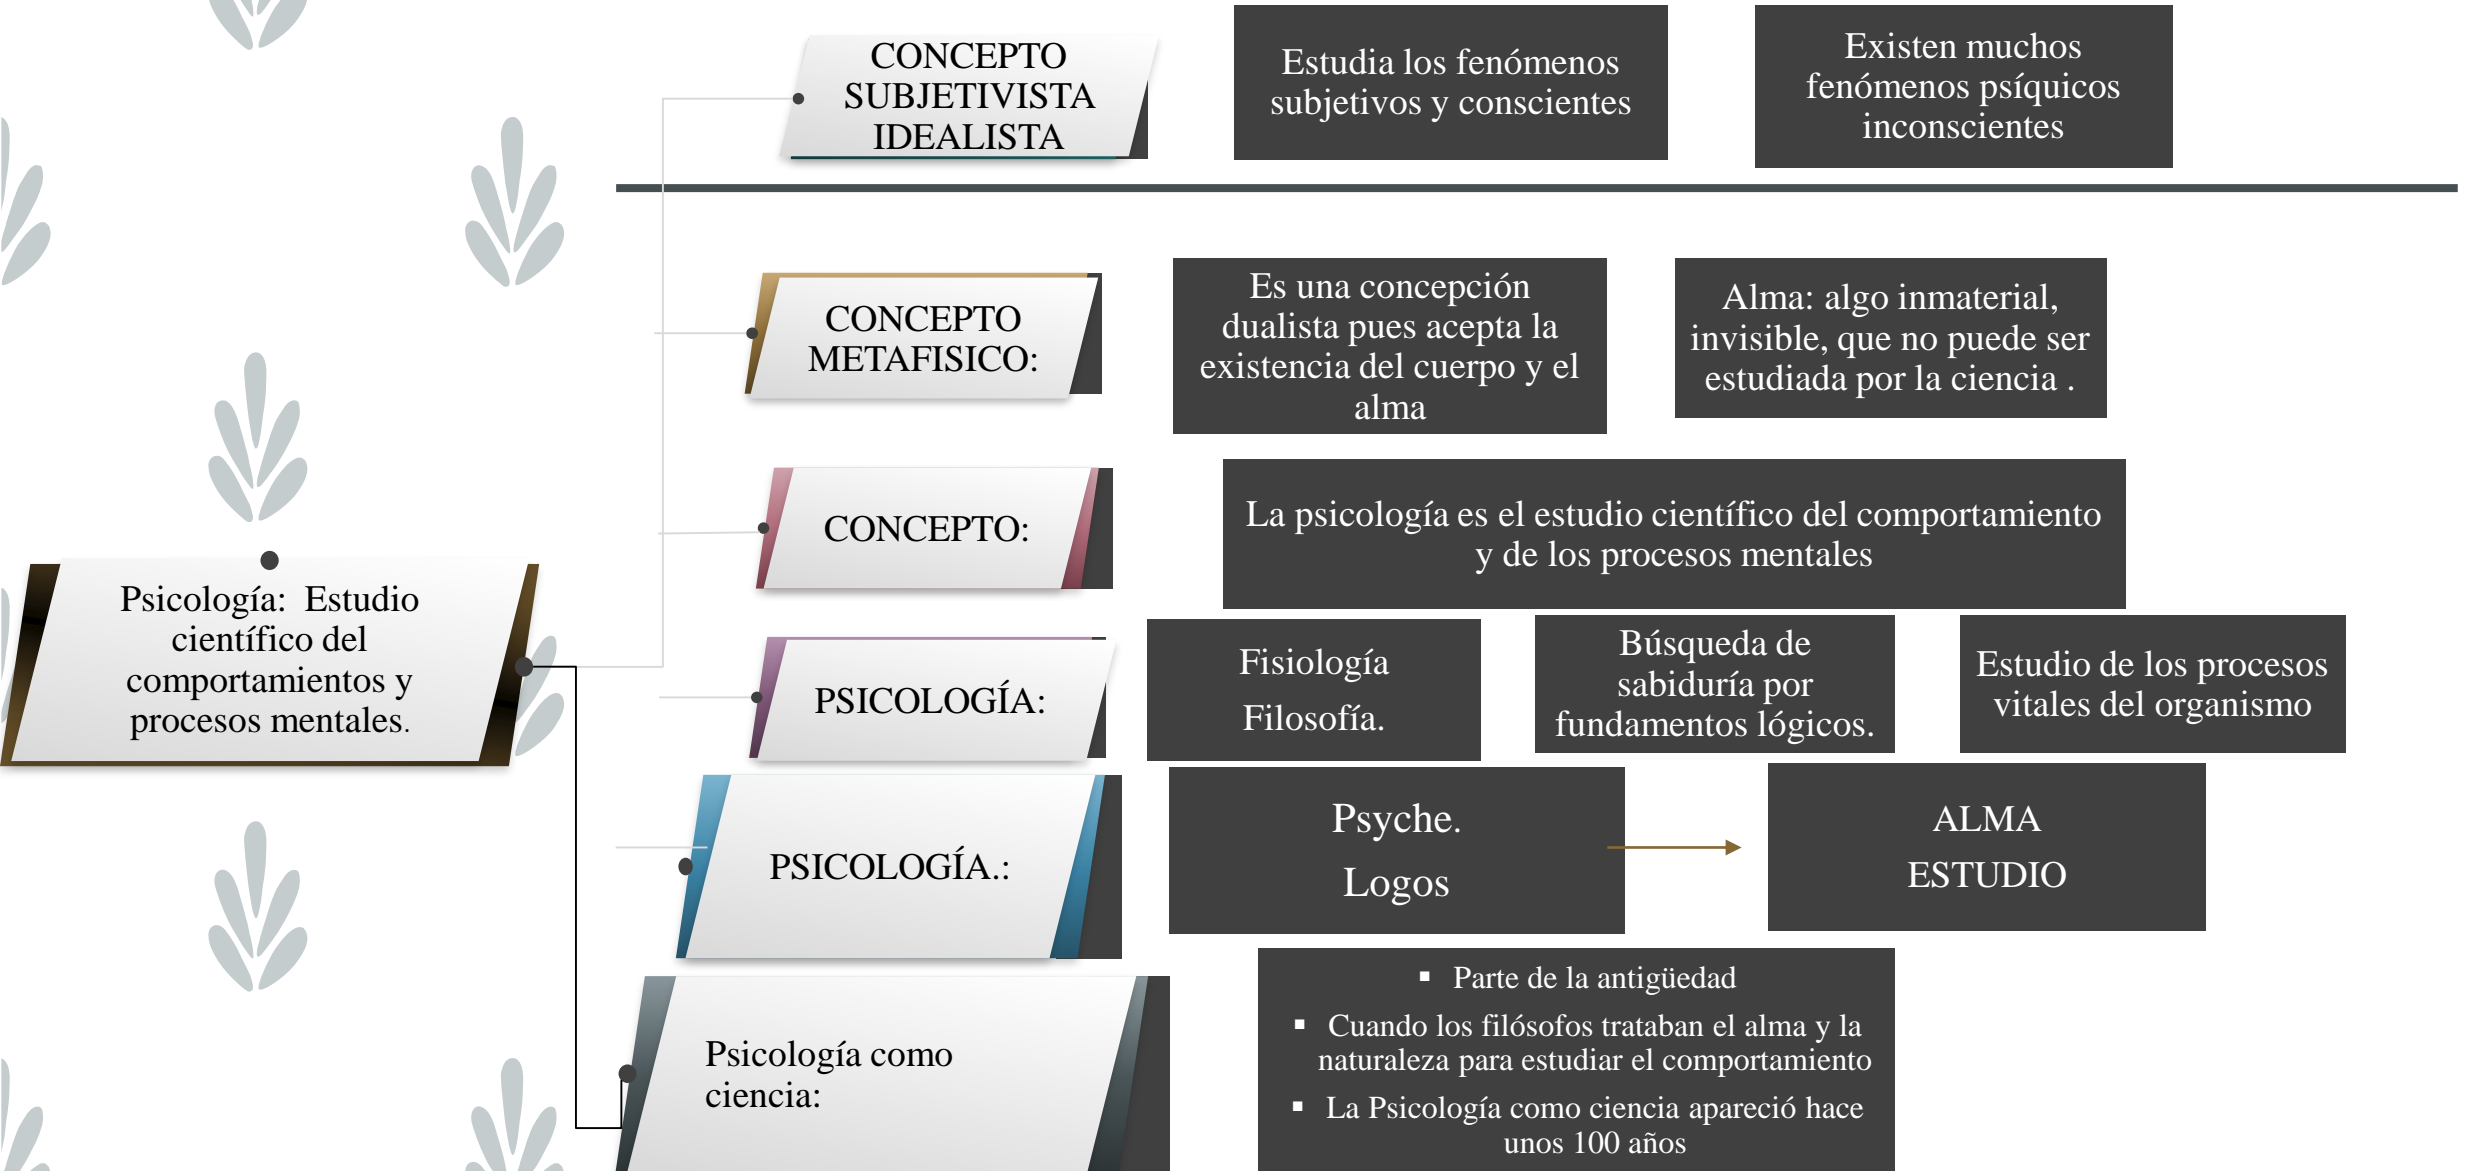 CONCEPTO
SUBJETIVISTA
IDEALISTA
Estudia los fenómenos
subjetivos y conscientes
Existen muchos
fenómenos psíquicos
inconscientes
CONCEPTO
METAFISICO:
Es una concepción
dualista pues acepta la
existencia del cuerpo y el
alma
Alma: algo inmaterial,
invisible, que no puede ser
estudiada por la ciencia .
CONCEPTO:
La psicología es el estudio científico del comportamiento
y de los procesos mentales
Psicología:  Estudio
científico del
comportamientos y
procesos mentales.
PSICOLOGÍA:
Fisiología
Filosofía.
Búsqueda de
sabiduría por
fundamentos lógicos.
Estudio de los procesos
vitales del organismo
PSICOLOGÍA.:
Psyche.
Logos
ALMA
ESTUDIO
Psicología como
ciencia:
▪ Parte de la antigüedad
▪ Cuando los filósofos trataban el alma y la
naturaleza para estudiar el comportamiento
▪ La Psicología como ciencia apareció hace
unos 100 años